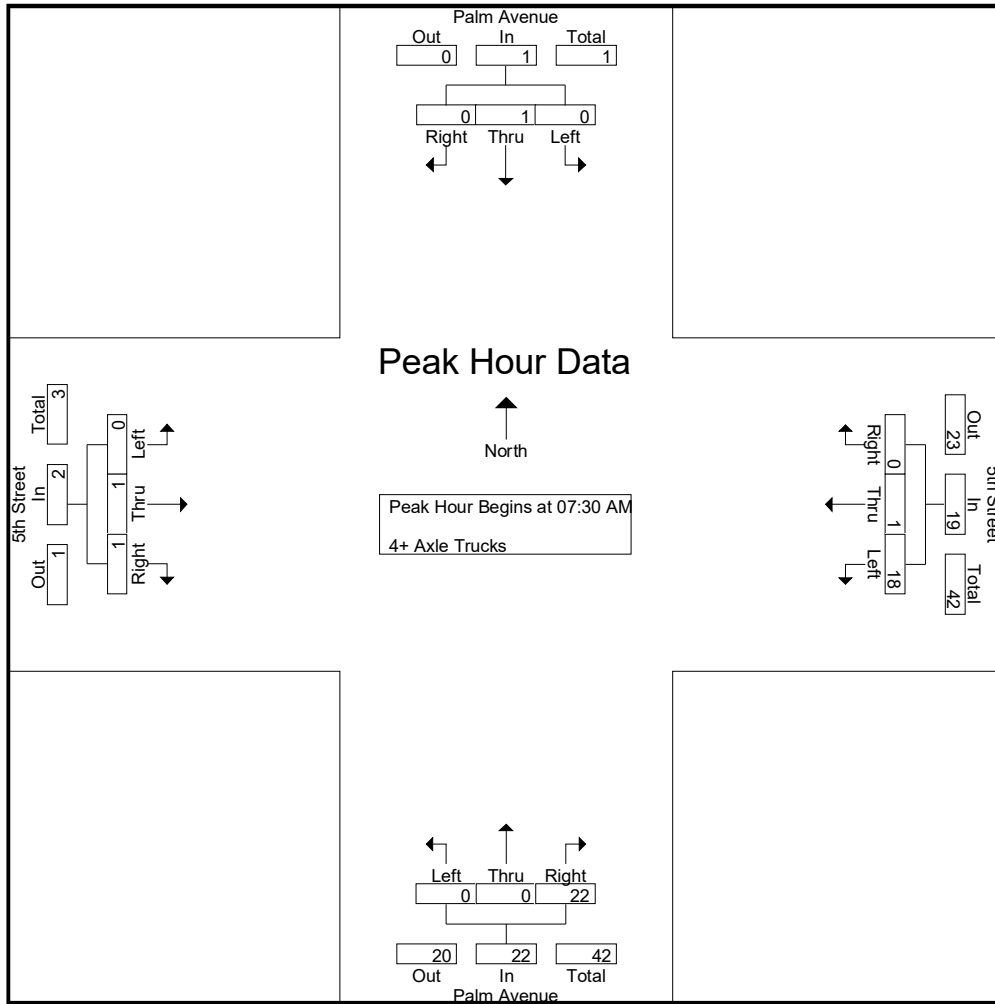 Palm Avenue
Out In Total
0 1 1
0 1 0
Right Thru Left
Peak Hour Data
North
Peak Hour Begins at 07:30 AM
4+ Axle Trucks
5th Street
Total In Out
3 2 1
0 1 1
Left Thru Right
5th Street
Out In Total
23 19 42
0 1 18
Right Thru Left
Left Thru Right
0 0 22
20 22 42
Out In Total
Palm Avenue